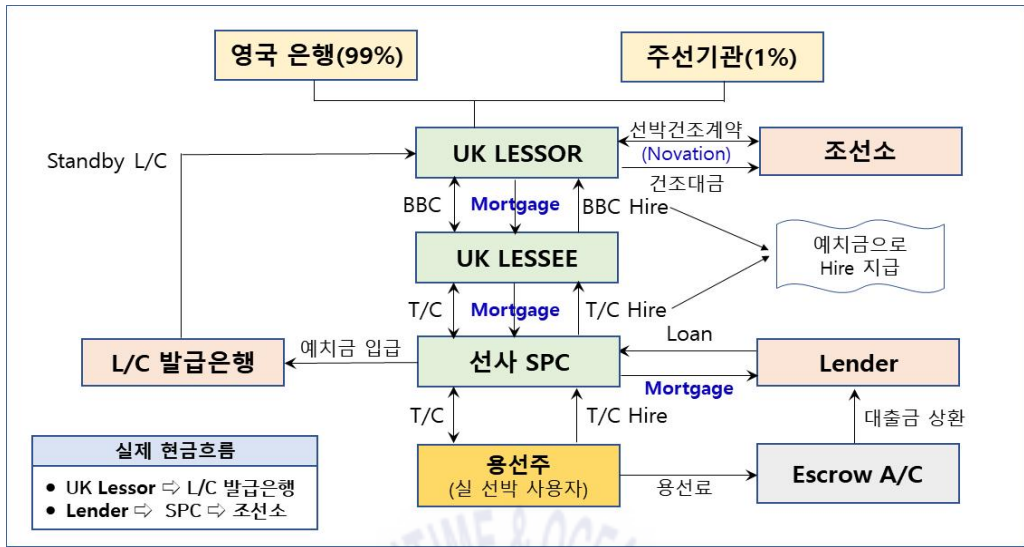 영국 은행(99%)
주선기관(1%)
Standby L/C
UK LESSOR
선박건조계약
(Novation)
건조대금
조선소
BBC
Mortgage
BBC Hire
예치금으로
Hire 지급
UK LESSEE
T/C
Mortgage
T/C Hire
Loan
L/C 발급은행
예치금 입급
선사 SPC
Lender
Mortgage
T/C
T/C Hire
대출금 상환
실제 현금흐름
• UK Lessor ⇨ L/C 발급은행
• Lender ⇨ SPC ⇨ 조선소
용선주
(실 선박 사용자)
용선료
Escrow A/C
TIME & OCEA